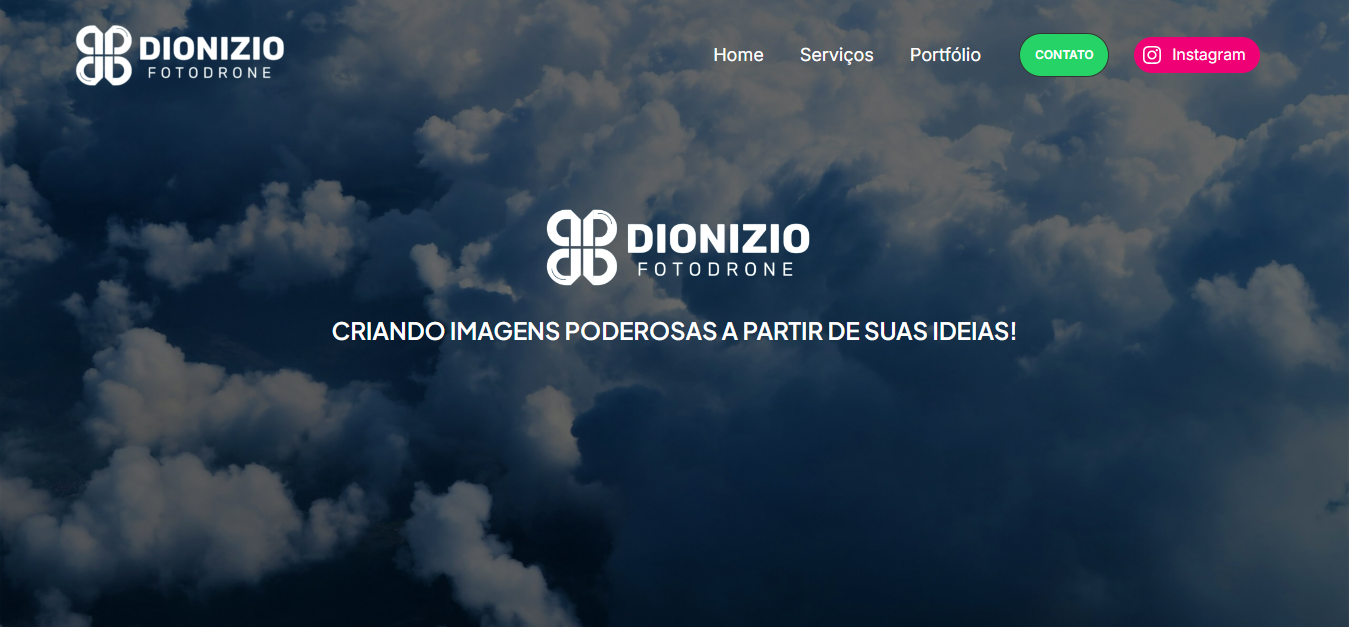 DIONIZIO
FOTODRONE
Home
Serviços
Portfólio
CONTATO
Instagram
DIONIZIO
FOTODRONE
CRIANDO IMAGENS PODEROSAS A PARTIR DE SUAS IDEIAS!